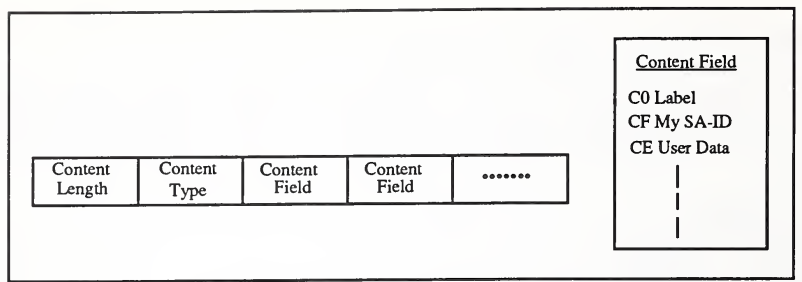 Content Field
C0 Label
CF My SA-ID
CE User Data
Content Length
Content Type
Content Field
Content Field
.......